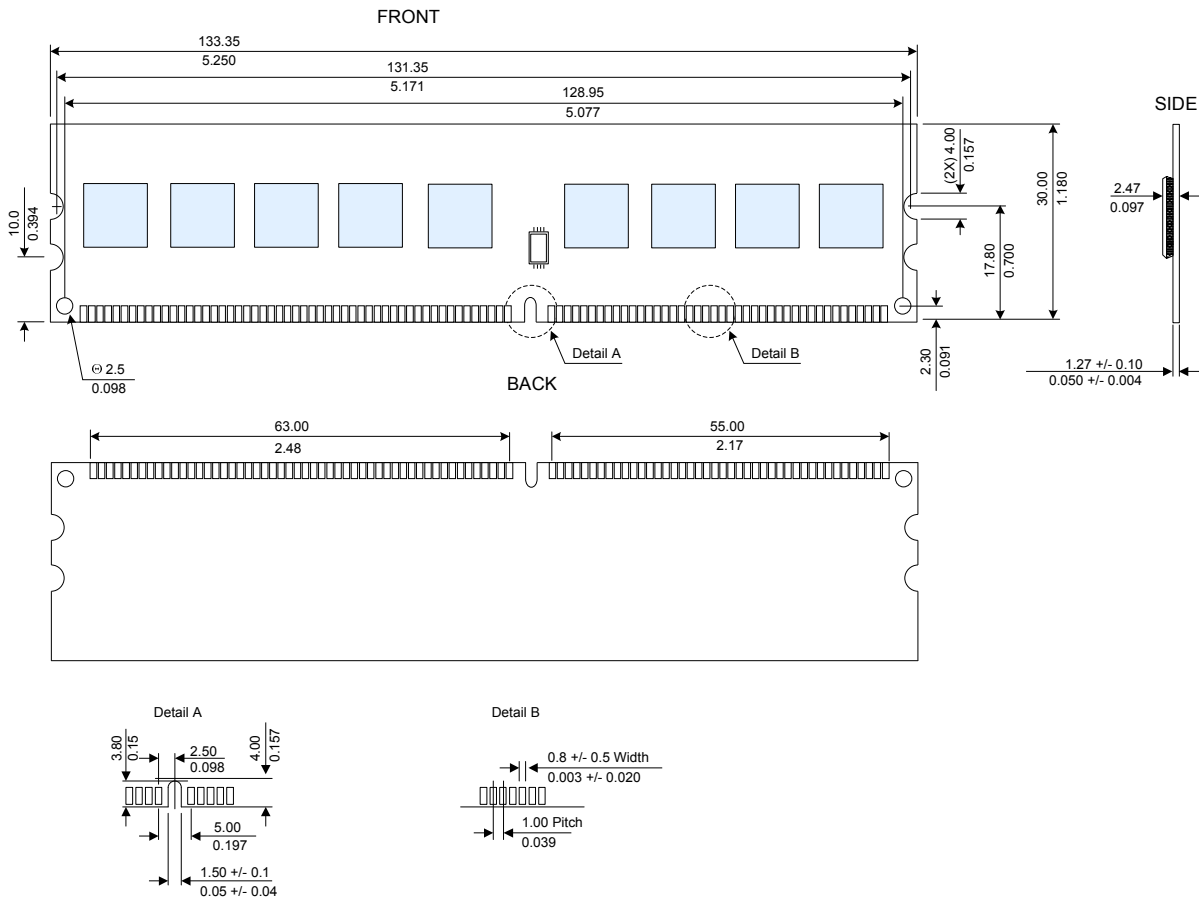 FRONT
133.35
5.250
131.35
5.171
128.95
5.077
SIDE
(2X) 4.00
0.157
30.00
1.180
2.47
0.097
10.0
0.394
17.80
0.700
Detail A
Detail B
2.30
0.091
Θ 2.5
0.098
1.27 +/- 0.10
0.050 +/- 0.004
BACK
63.00
2.48
55.00
2.17
Detail A
Detail B
3.80
0.15
2.50
0.098
4.00
0.157
0.8 +/- 0.5 Width
0.003 +/- 0.020
5.00
0.197
1.00 Pitch
0.039
1.50 +/- 0.1
0.05 +/- 0.04